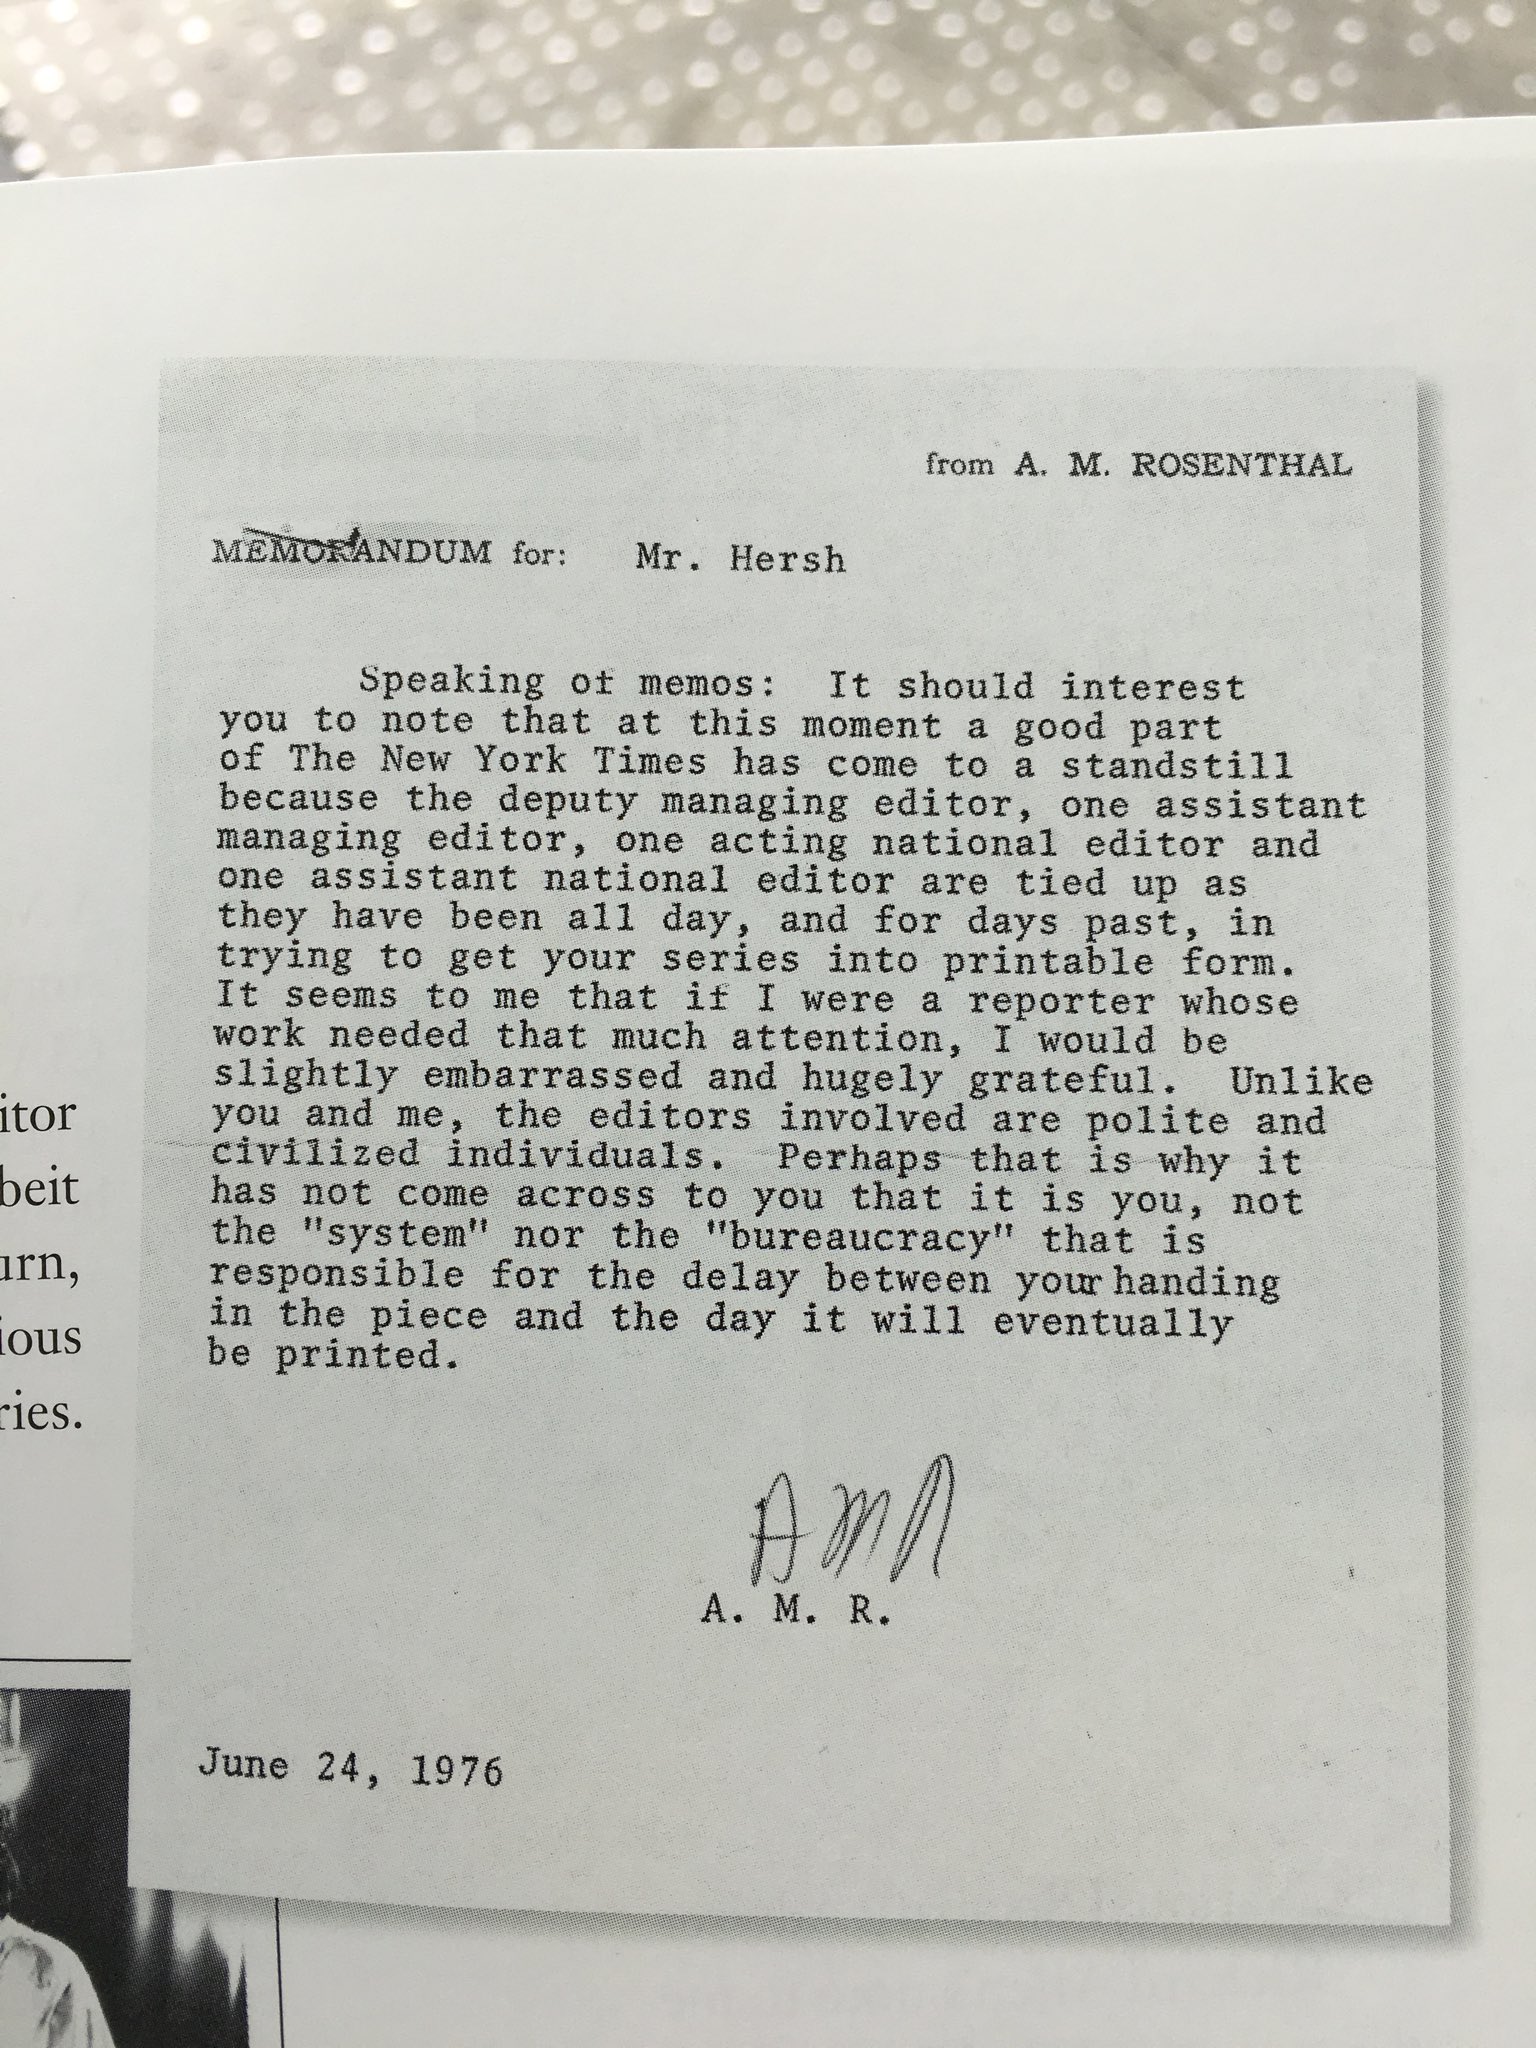 from A. M. ROSENTHAL
MEMORANDUM for: Mr. Hersh
Speaking of memos: It should interest
you to note that at this moment a good part
of The New York Times has come to a standstill
because the deputy managing editor, one assistant
managing editor, one acting national editor and
one assistant national editor are tied up as
they have been all day, and for days past, in
trying to get your series into printable form.
It seems to me that if I were a reporter whose
work needed that much attention, I would be
slightly embarrassed and hugely grateful. Unlike
you and me, the editors involved are polite and
civilized individuals. Perhaps that is why it
has not come across to you that it is you, not
the "system" nor the "bureaucracy" that is
responsible for the delay between your handing
in the piece and the day it will eventually
be printed.
AMR
A. M. R.
June 24, 1976
itor
beit
urn,
ious
ries.